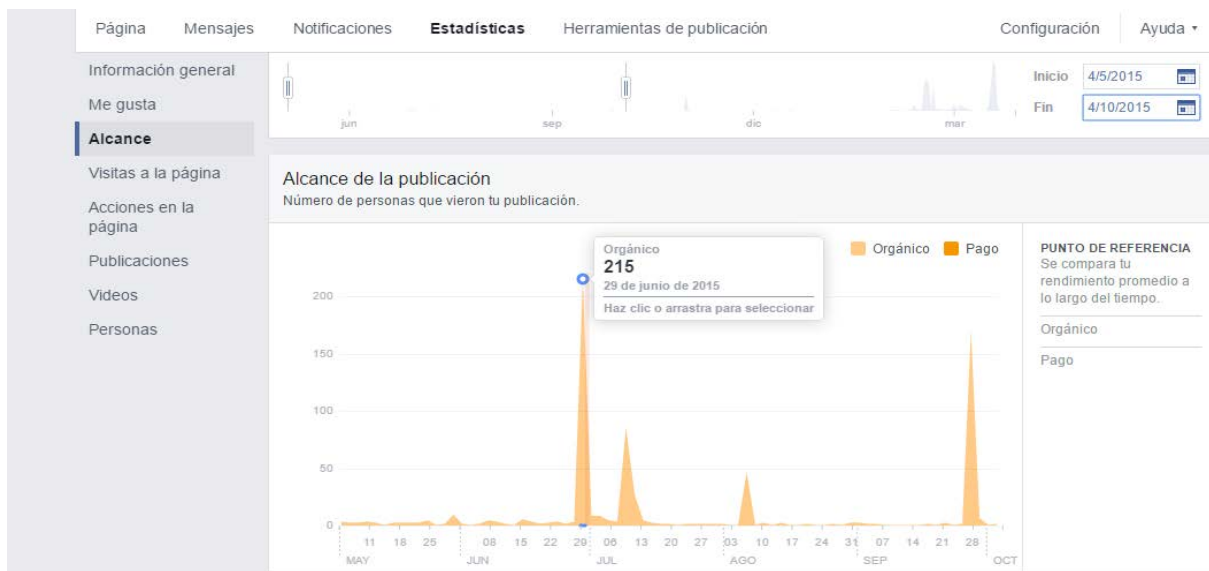 Página Mensajes Notificaciones Estadísticas Herramientas de publicación Configuración Ayuda
Información general
Me gusta
Alcance
Visitas a la página
Acciones en la
página
Publicaciones
Videos
Personas
Inicio 4/5/2015
Fin 4/10/2015
jun sep dic mar
Alcance de la publicación
Número de personas que vieron tu publicación.
Orgánico
215
29 de junio de 2015
Haz clic o arrastra para seleccionar
Orgánico Pago
200
150
100
50
0
11 18 25 08 15 22 29 06 13 20 27 03 10 17 24 31 07 14 21 28
MAY JUN JUL AGO SEP OCT
PUNTO DE REFERENCIA
Se compara tu
rendimiento promedio a
lo largo del tiempo.
Orgánico
Pago